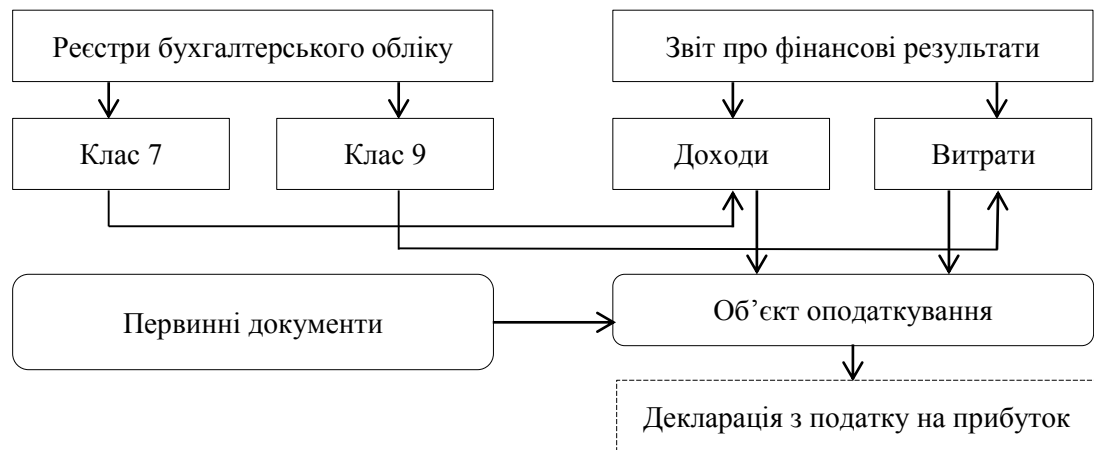 Реєстри бухгалтерського обліку
Звіт про фінансові результати
Клас 7
Клас 9
Доходи
Витрати
Первинні документи
Об’єкт оподаткування
Декларація з податку на прибуток